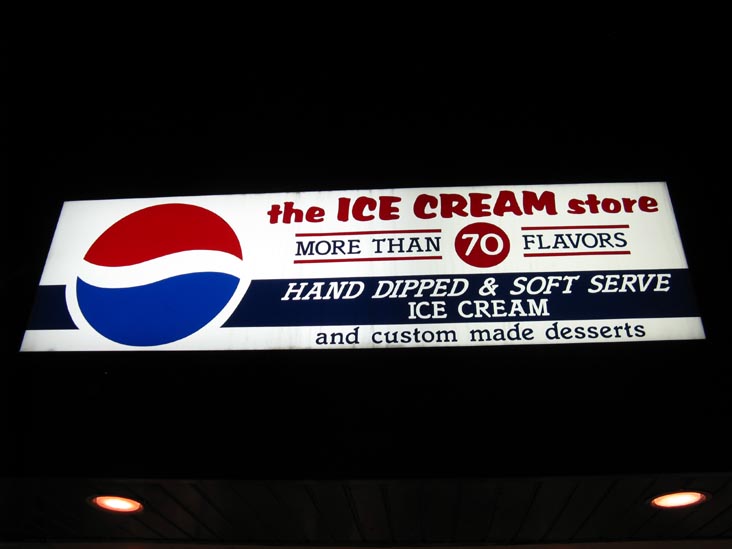 the ICE CREAM store
MORE THAN 70 FLAVORS
HAND DIPPED & SOFT SERVE
ICE CREAM
and custom made desserts